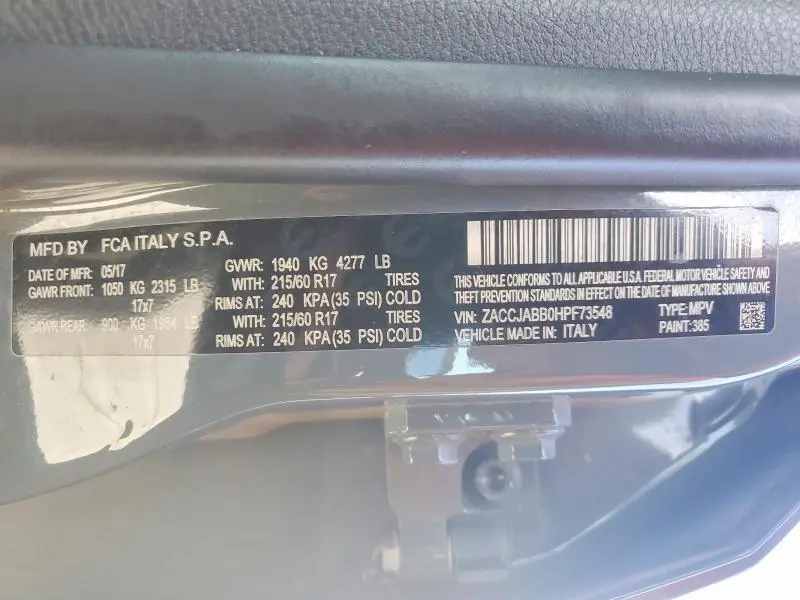 MFD BY FCA ITALY S.P.A.
DATE OF MFR 05/17 GVWR: 1940 KG 4277 LB
GAWR FRONT: 1050 KG 2315 LB WITH: 215/60 R17 TIRES
17x7 RIMS AT: 240 KPA(35 PSI) COLD
GAWR REAR: 900 KG 1984 LB WITH: 215/60 R17 TIRES
17x7 RIMS AT: 240 KPA(35 PSI) COLD
THIS VEHICLE CONFORMS TO ALL APPLICABLE U.S.A. FEDERAL MOTOR VEHICLE SAFETY AND
THEFT PREVENTION STANDARDS IN EFFECT ON THE DATE OF MANUFACTURE SHOWN ABOVE.
VIN: ZACCJABB0HPF73548 TYPE: MPV
VEHICLE MADE IN: ITALY PAINT: 385